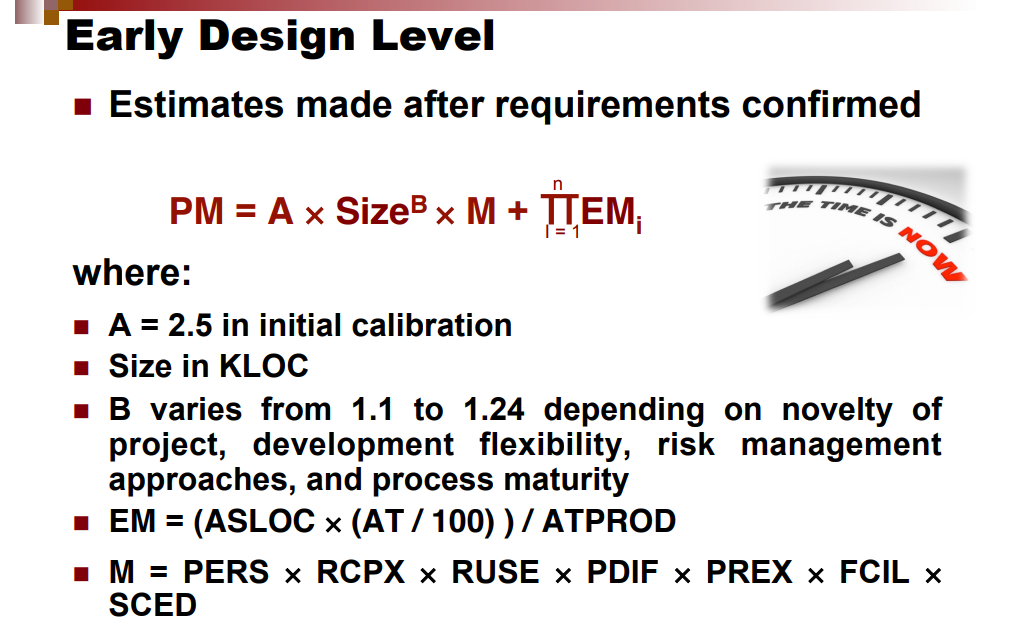 Early Design Level
■ Estimates made after requirements confirmed
n
PM = A × Size^B × M + ∏EM_i
I = 1
THE TIME IS NOW
where:
■ A = 2.5 in initial calibration
■ Size in KLOC
■ B varies from 1.1 to 1.24 depending on novelty of
project, development flexibility, risk management
approaches, and process maturity
■ EM = (ASLOC × (AT / 100) ) / ATPROD
■ M = PERS × RCPX × RUSE × PDIF × PREX × FCIL ×
SCED